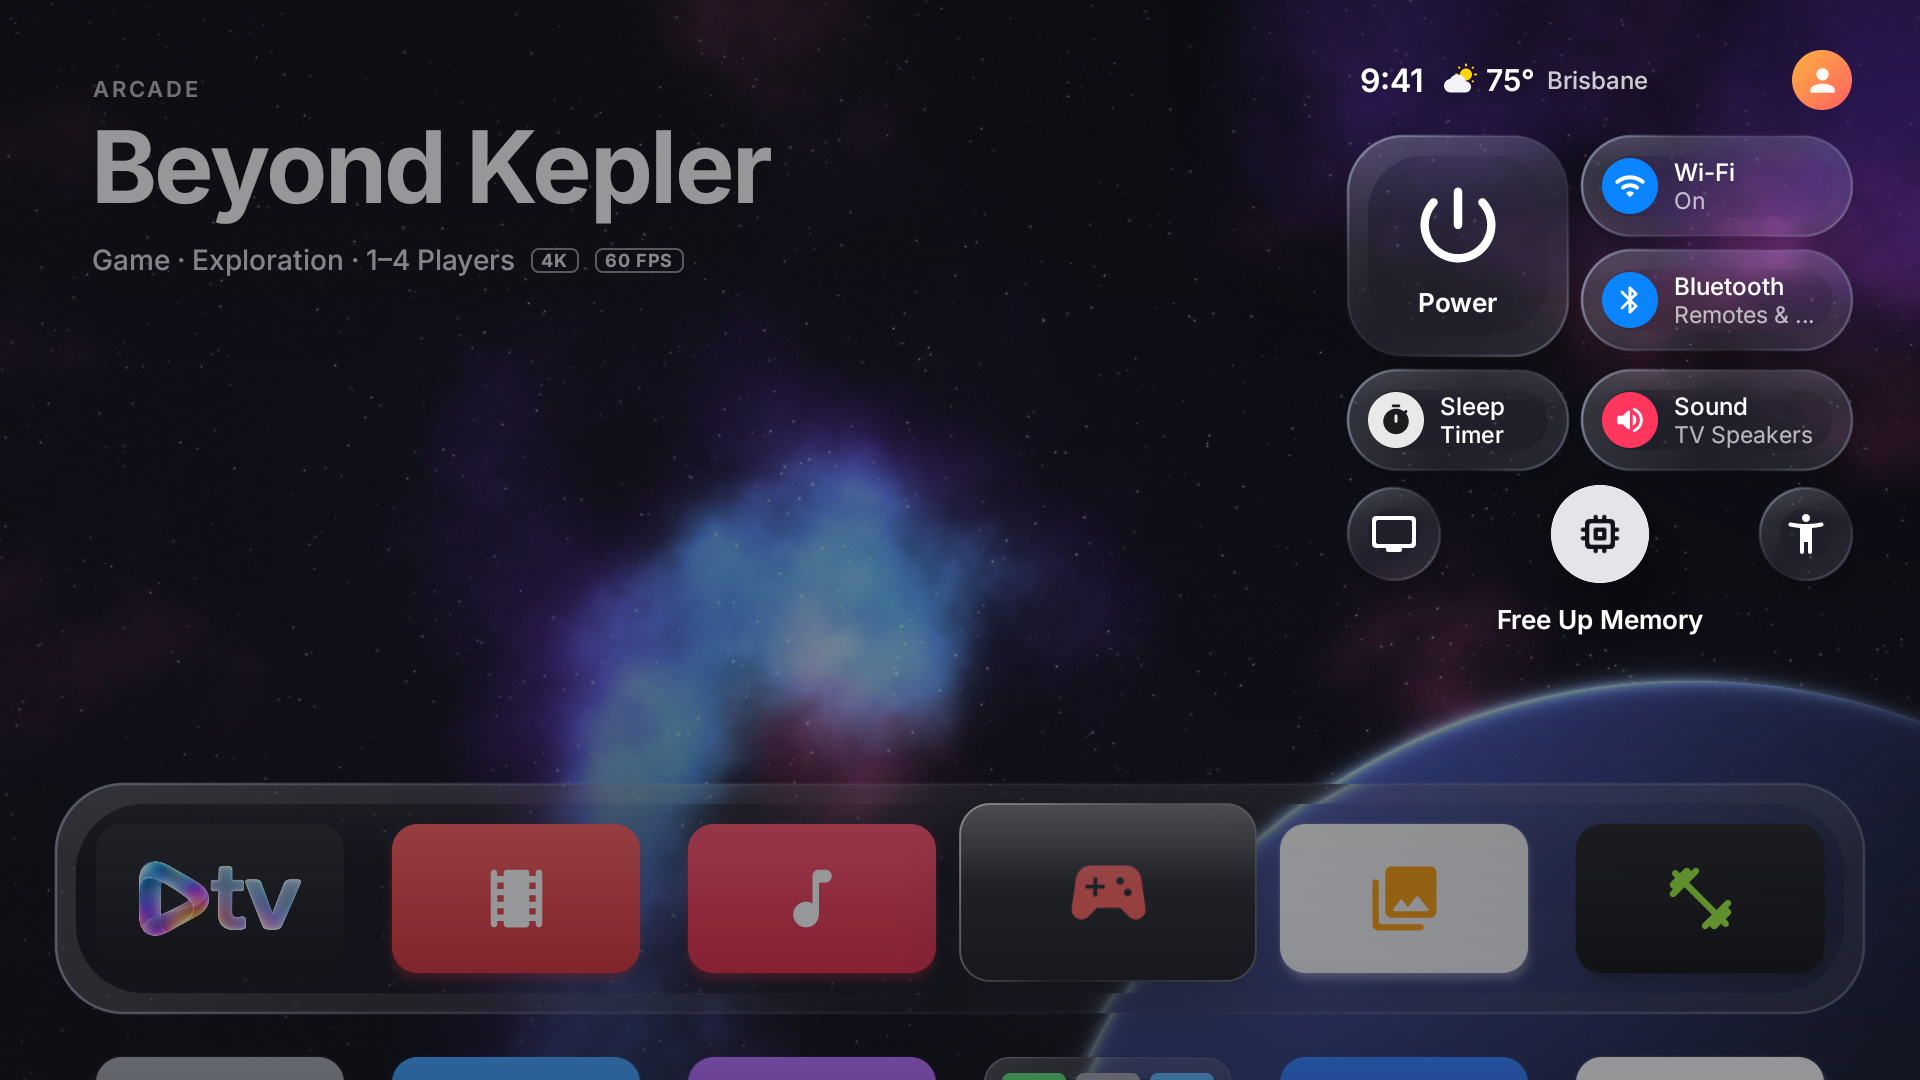 ARCADE
Beyond Kepler
Game · Exploration · 1–4 Players 4K 60 FPS
9:41 75° Brisbane
Power
Wi-Fi
On
Bluetooth
Remotes & ...
Sleep
Timer
Sound
TV Speakers
Free Up Memory
tv